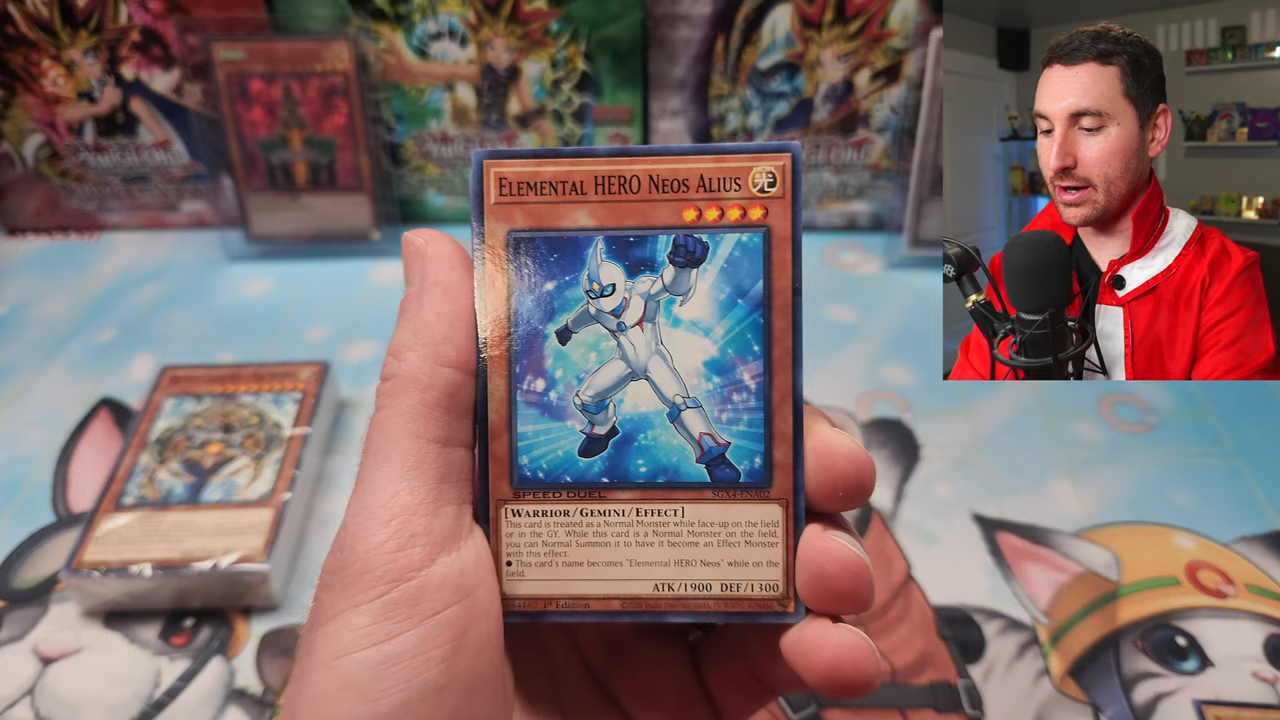 ELEMENTAL HERO NEOS ALIUS
光
SPEED DUEL
SGX4-ENA02
[WARRIOR/GEMINI/EFFECT]
This card is treated as a Normal Monster while face-up on the field
or in the GY. While this card is a Normal Monster on the field,
you can Normal Summon it to have it become an Effect Monster
with this effect.
● This card's name becomes "Elemental HERO Neos" while on the
field.
ATK/1900 DEF/1300
1st Edition